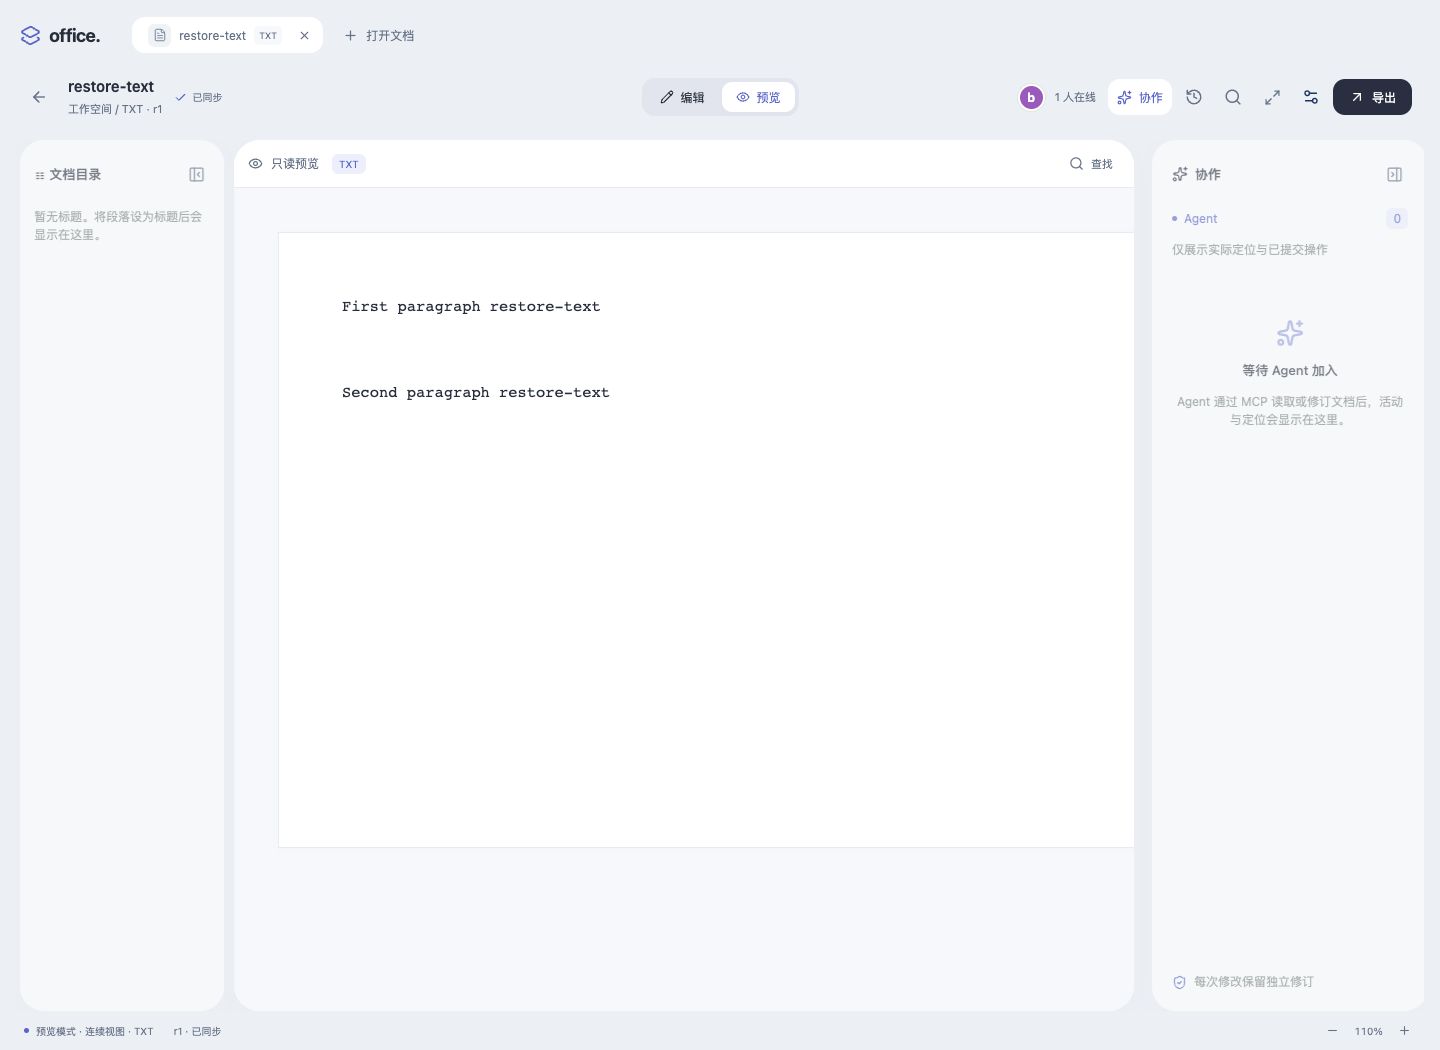 office.
restore-text TXT
打开文档
restore-text
工作空间 / TXT · r1
已同步
编辑
预览
b
1 人在线
协作
导出
文档目录
暂无标题。将段落设为标题后会
显示在这里。
只读预览 TXT
查找
First paragraph restore-text
Second paragraph restore-text
协作
Agent 0
仅展示实际定位与已提交操作
等待 Agent 加入
Agent 通过 MCP 读取或修订文档后，活动
与定位会显示在这里。
每次修改保留独立修订
预览模式 · 连续视图 · TXT r1 · 已同步
110%